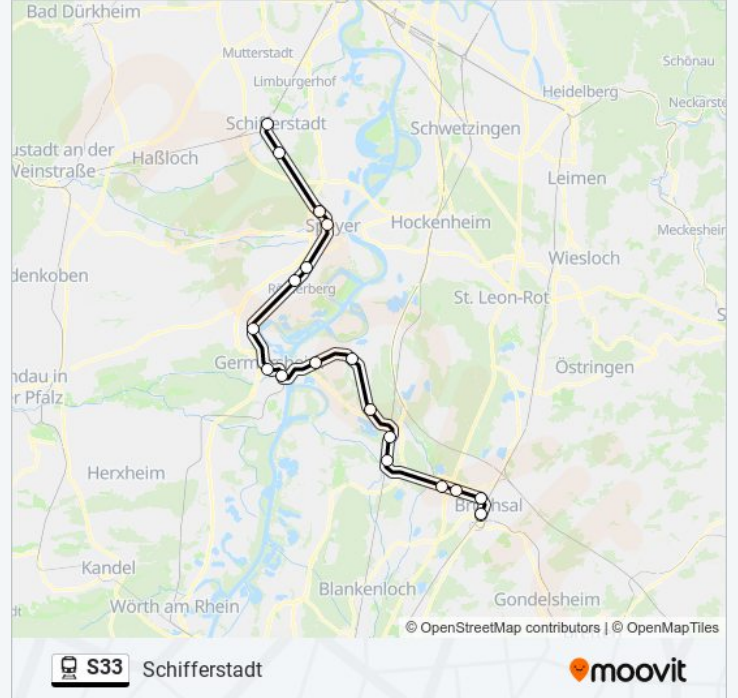 Bad Dürkheim
Mutterstadt
Schönau
Limburgerhof
Heidelberg
Neckarste
Schifferstadt
Schwetzingen
ustadt an der
Weinstraße
Haßloch
Leimen
Speyer
Hockenheim
Meckesheim
Wiesloch
denkoben
Römerberg
St. Leon-Rot
S
Germersheim
Östringen
ndau in
r Pfalz
Herxheim
Bruchsal
Kandel
Blankenloch
Gondelsheim
dt
Wörth am Rhein
© OpenStreetMap contributors | © OpenMapTiles
S33 Schifferstadt
moovit